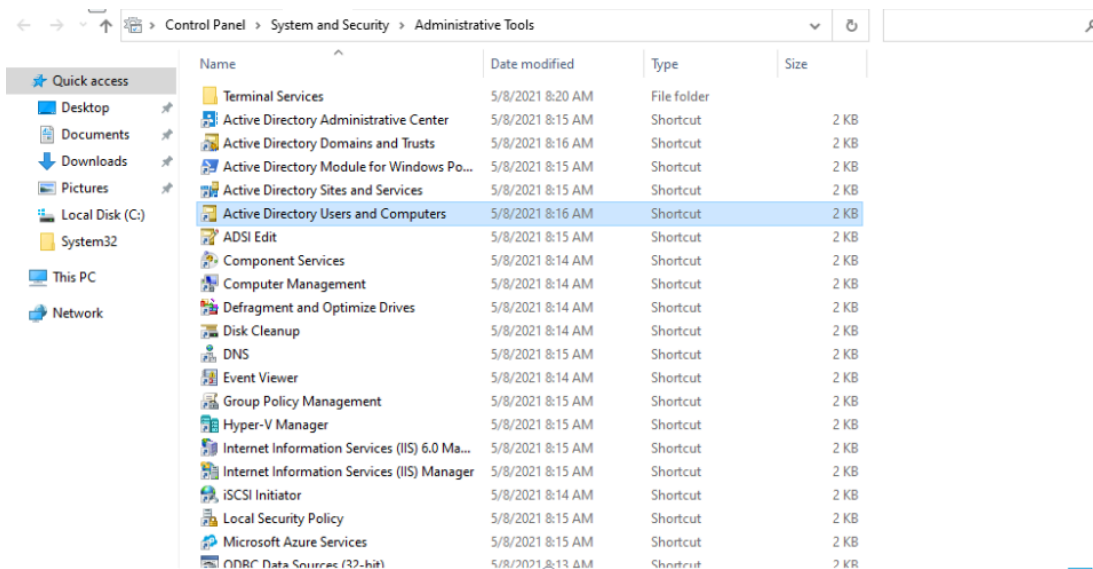 Control Panel > System and Security > Administrative Tools
Name Date modified Type Size
Quick access
Desktop
Documents
Downloads
Pictures
Local Disk (C:)
System32
This PC
Network
Terminal Services 5/8/2021 8:20 AM File folder
Active Directory Administrative Center 5/8/2021 8:15 AM Shortcut 2 KB
Active Directory Domains and Trusts 5/8/2021 8:16 AM Shortcut 2 KB
Active Directory Module for Windows Po... 5/8/2021 8:15 AM Shortcut 2 KB
Active Directory Sites and Services 5/8/2021 8:15 AM Shortcut 2 KB
Active Directory Users and Computers 5/8/2021 8:16 AM Shortcut 2 KB
ADSI Edit 5/8/2021 8:15 AM Shortcut 2 KB
Component Services 5/8/2021 8:14 AM Shortcut 2 KB
Computer Management 5/8/2021 8:14 AM Shortcut 2 KB
Defragment and Optimize Drives 5/8/2021 8:14 AM Shortcut 2 KB
Disk Cleanup 5/8/2021 8:14 AM Shortcut 2 KB
DNS 5/8/2021 8:15 AM Shortcut 2 KB
Event Viewer 5/8/2021 8:14 AM Shortcut 2 KB
Group Policy Management 5/8/2021 8:15 AM Shortcut 2 KB
Hyper-V Manager 5/8/2021 8:15 AM Shortcut 2 KB
Internet Information Services (IIS) 6.0 Ma... 5/8/2021 8:15 AM Shortcut 2 KB
Internet Information Services (IIS) Manager 5/8/2021 8:15 AM Shortcut 2 KB
iSCSI Initiator 5/8/2021 8:14 AM Shortcut 2 KB
Local Security Policy 5/8/2021 8:15 AM Shortcut 2 KB
Microsoft Azure Services 5/8/2021 8:15 AM Shortcut 2 KB
ODBC Data Sources (32-bit) 5/8/2021 8:13 AM Shortcut 2 KB